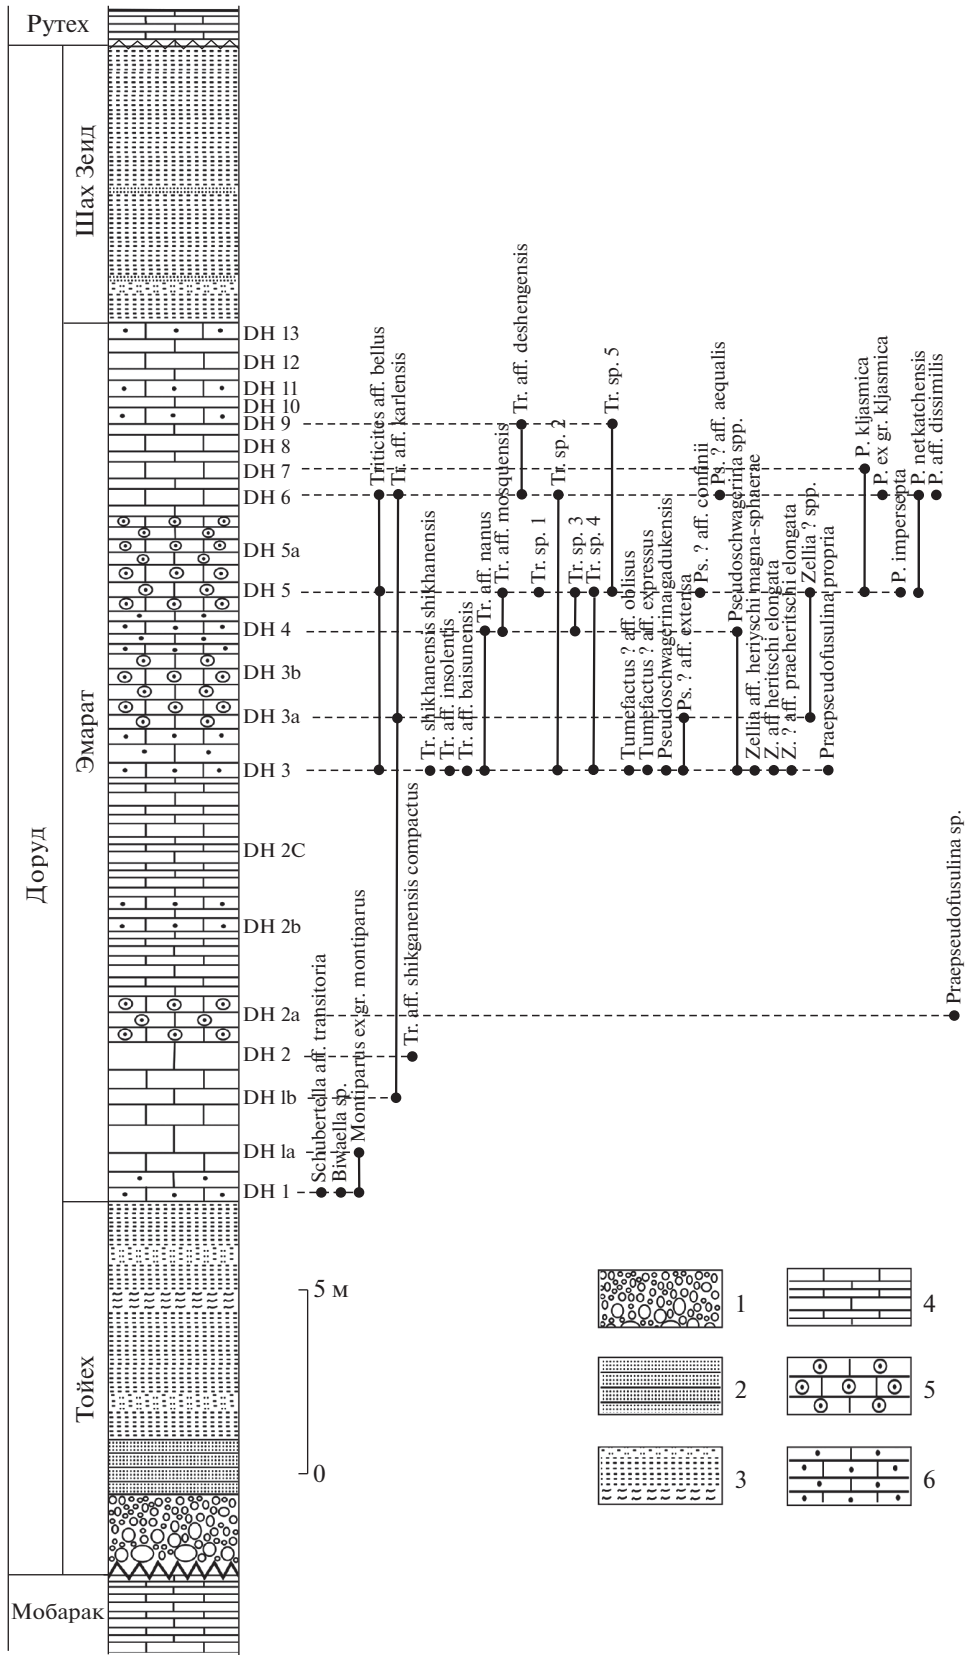 Рутех
Доруд
Шах Зеид
Эмарат
Тойех
Мобарак
DH 13
DH 12
DH 11
DH 10
DH 9
DH 8
DH 7
DH 6
DH 5a
DH 5
DH 4
DH 3b
DH 3a
DH 3
DH 2C
DH 2b
DH 2a
DH 2
DH 1b
DH 1a
DH 1
Schubertella aff. transitoria
Biwaella sp.
Montiparus ex gr. montiparus
Triticites aff. bellus
Tr. aff. karlensis
Tr. aff. shikganensis compactus
Tr. shikhanensis shikhanensis
Tr. aff. insolentis
Tr. aff. baisunensis
Tr. aff. nanus
Tr. aff. mosquensis
Tr. aff. deshengensis
Tr. sp. 1
Tr. sp. 2
Tr. sp. 3
Tr. sp. 4
Tr. sp. 5
Tumefactus ? aff. oblisus
Tumefactus ? aff. expressus
Pseudoschwagerina gadukensis
Ps. ? aff. extensa
Ps. ? aff. confinii
Ps. ? aff. aequalis
Pseudoschwagerina spp.
Zellia aff. heriyschi magna-sphaerae
Z. aff heritschi elongata
Z. ? aff. praeheritschi elongata
Zellia ? spp.
Praepseudofusulina propria
P. kljasmica
P. ex gr. kljasmica
P. impersepta
P. netkatchensis
P. aff. dissimilis
Praepseudofusulina sp.
5 м
0
1
2
3
4
5
6